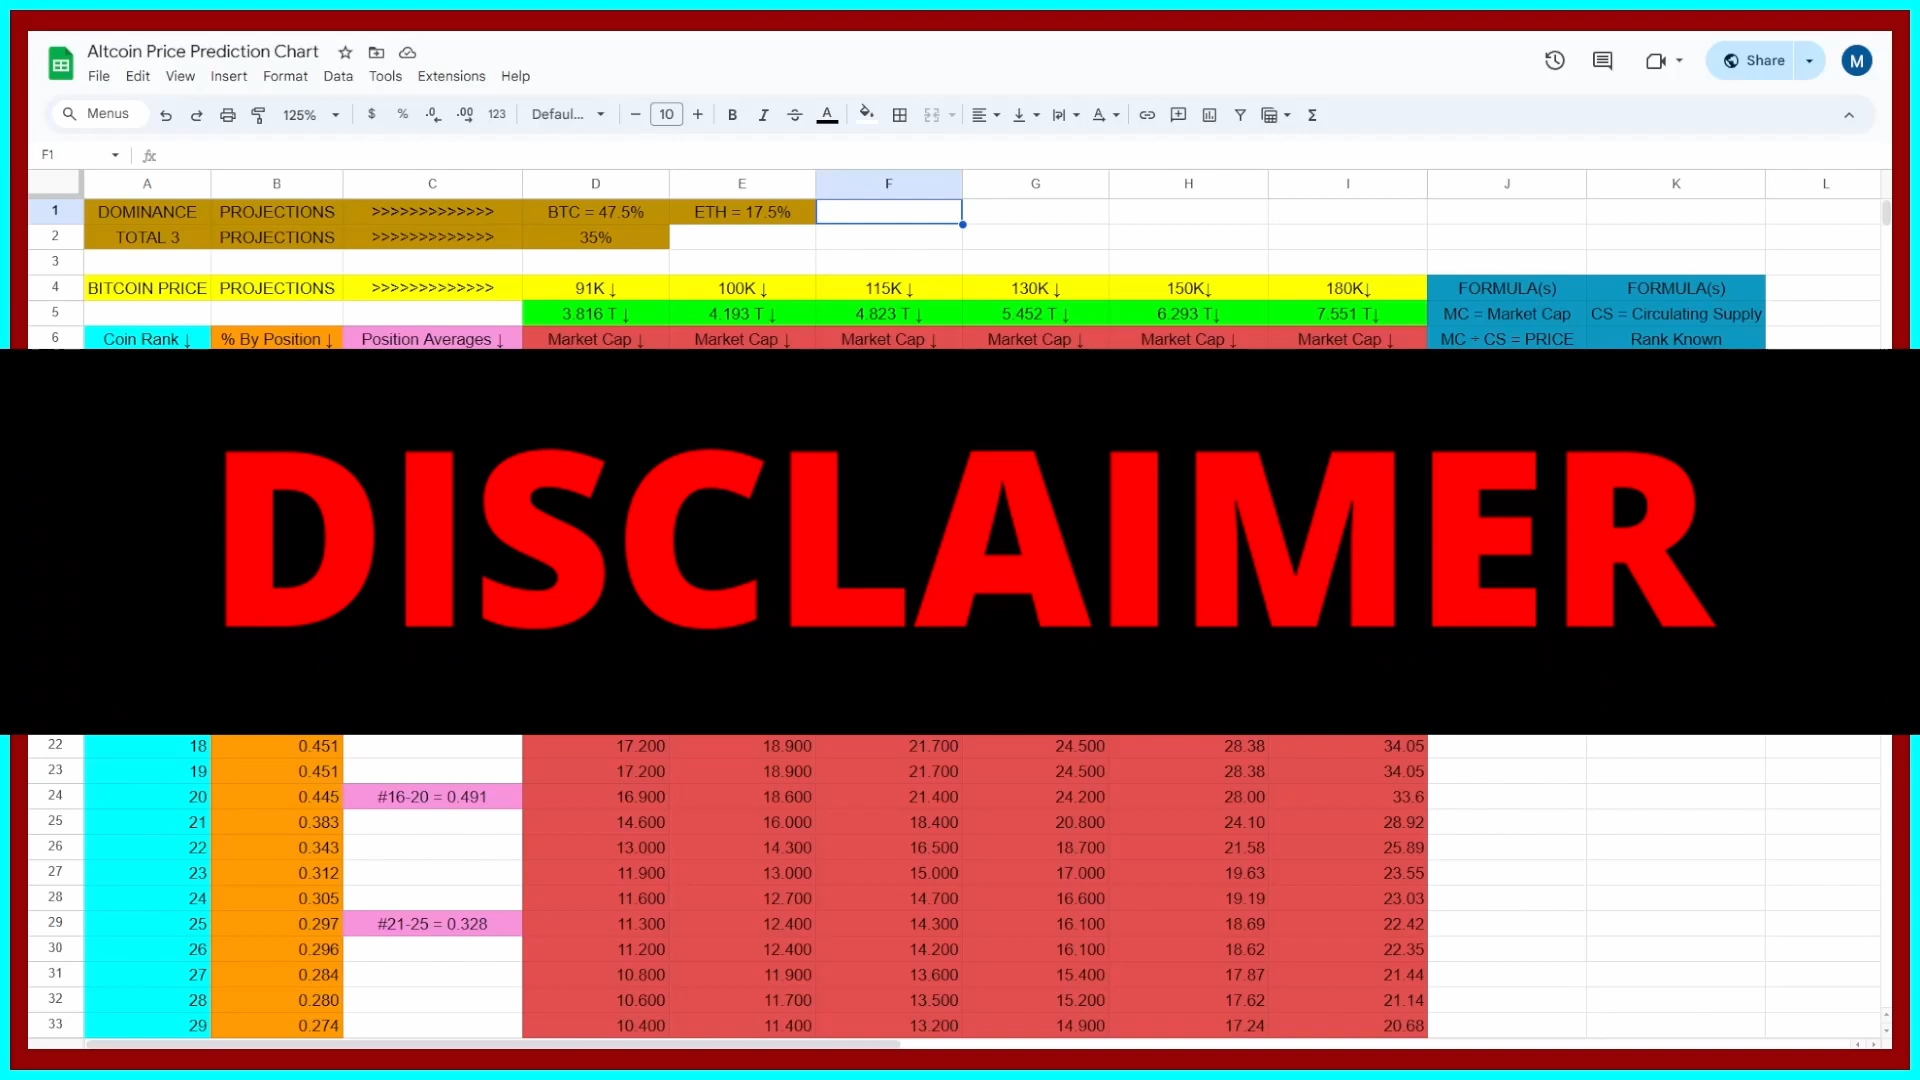 Altcoin Price Prediction Chart
File Edit View Insert Format Data Tools Extensions Help
Share
M
Menus 125% $ % .0 .00 123 Defaul... − 10 + B I A Σ
F1 fx
A B C D E F G H I J K L
1 DOMINANCE PROJECTIONS >>>>>>>>>>>>> BTC = 47.5% ETH = 17.5%
2 TOTAL 3 PROJECTIONS >>>>>>>>>>>>> 35%
3
4 BITCOIN PRICE PROJECTIONS >>>>>>>>>>>>> 91K ↓ 100K ↓ 115K ↓ 130K ↓ 150K↓ 180K↓ FORMULA(s) FORMULA(s)
5 3.816 T ↓ 4.193 T ↓ 4.823 T ↓ 5.452 T ↓ 6.293 T↓ 7.551 T↓ MC = Market Cap CS = Circulating Supply
6 Coin Rank ↓ % By Position ↓ Position Averages ↓ Market Cap ↓ Market Cap ↓ Market Cap ↓ Market Cap ↓ Market Cap ↓ Market Cap ↓ MC ÷ CS = PRICE Rank Known
DISCLAIMER
22 18 0.451 17.200 18.900 21.700 24.500 28.38 34.05
23 19 0.451 17.200 18.900 21.700 24.500 28.38 34.05
24 20 0.445 #16-20 = 0.491 16.900 18.600 21.400 24.200 28.00 33.6
25 21 0.383 14.600 16.000 18.400 20.800 24.10 28.92
26 22 0.343 13.000 14.300 16.500 18.700 21.58 25.89
27 23 0.312 11.900 13.000 15.000 17.000 19.63 23.55
28 24 0.305 11.600 12.700 14.700 16.600 19.19 23.03
29 25 0.297 #21-25 = 0.328 11.300 12.400 14.300 16.100 18.69 22.42
30 26 0.296 11.200 12.400 14.200 16.100 18.62 22.35
31 27 0.284 10.800 11.900 13.600 15.400 17.87 21.44
32 28 0.280 10.600 11.700 13.500 15.200 17.62 21.14
33 29 0.274 10.400 11.400 13.200 14.900 17.24 20.68